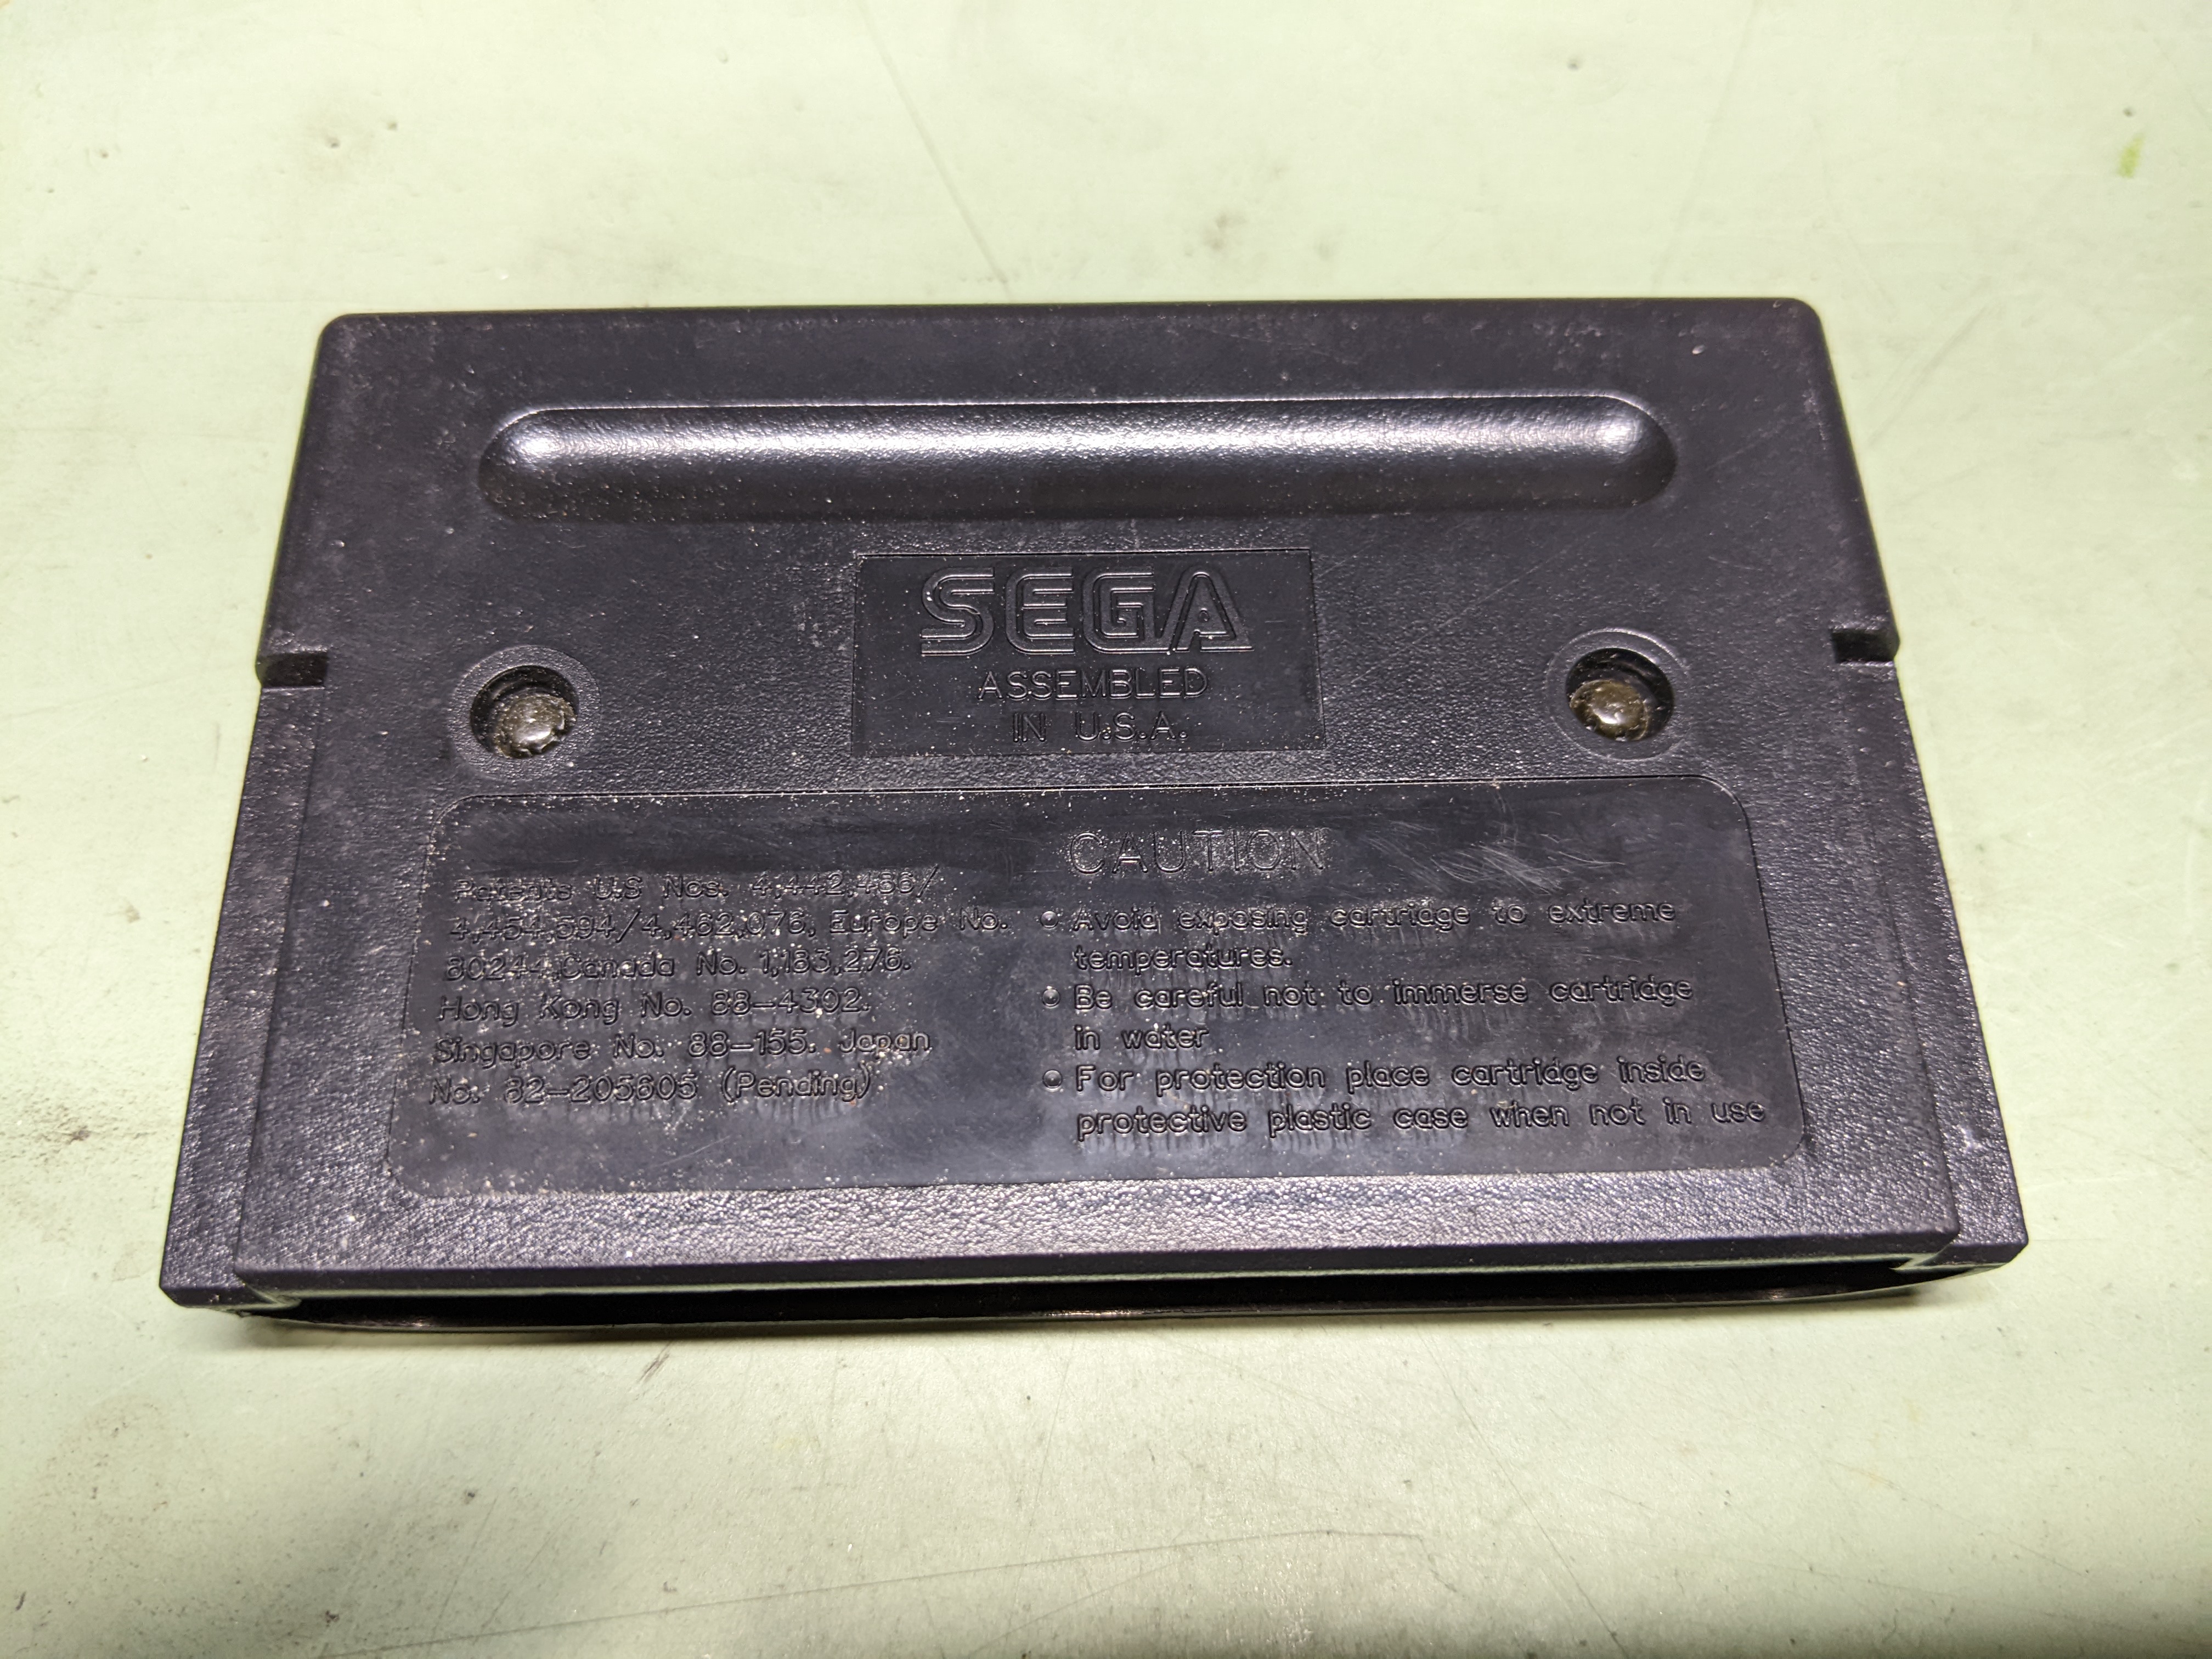 SEGA
ASSEMBLED
IN U.S.A.
Patents U.S Nos. 4,442,486/
4,454,594/4,462,076, Europe No.
80244,Canada No. 1,183,276.
Hong Kong No. 88-4302.
Singapore No. 88-155. Japan
No. 82-205605 (Pending)
CAUTION
• Avoid exposing cartridge to extreme
temperatures.
• Be careful not to immerse cartridge
in water
• For protection place cartridge inside
protective plastic case when not in use